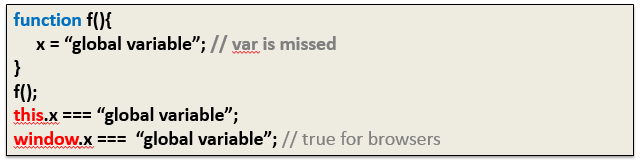 function f(){
x = “global variable”; // var is missed
}
f();
this.x === “global variable”;
window.x === “global variable”; // true for browsers